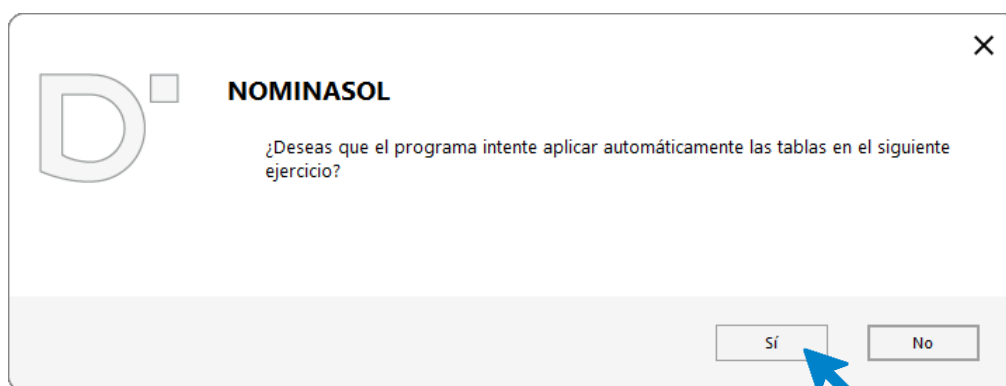 NOMINASOL
¿Deseas que el programa intente aplicar automáticamente las tablas en el siguiente
ejercicio?
Sí
No